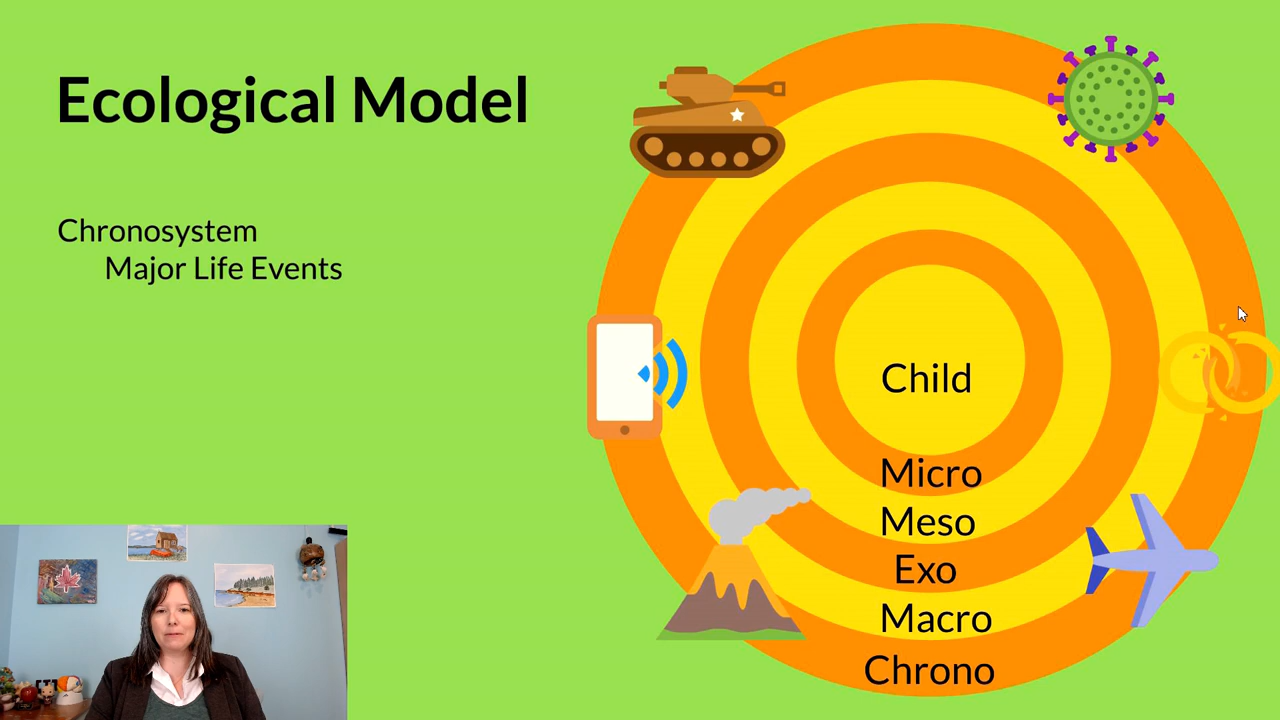 Ecological Model
Chronosystem
Major Life Events
Child
Micro
Meso
Exo
Macro
Chrono